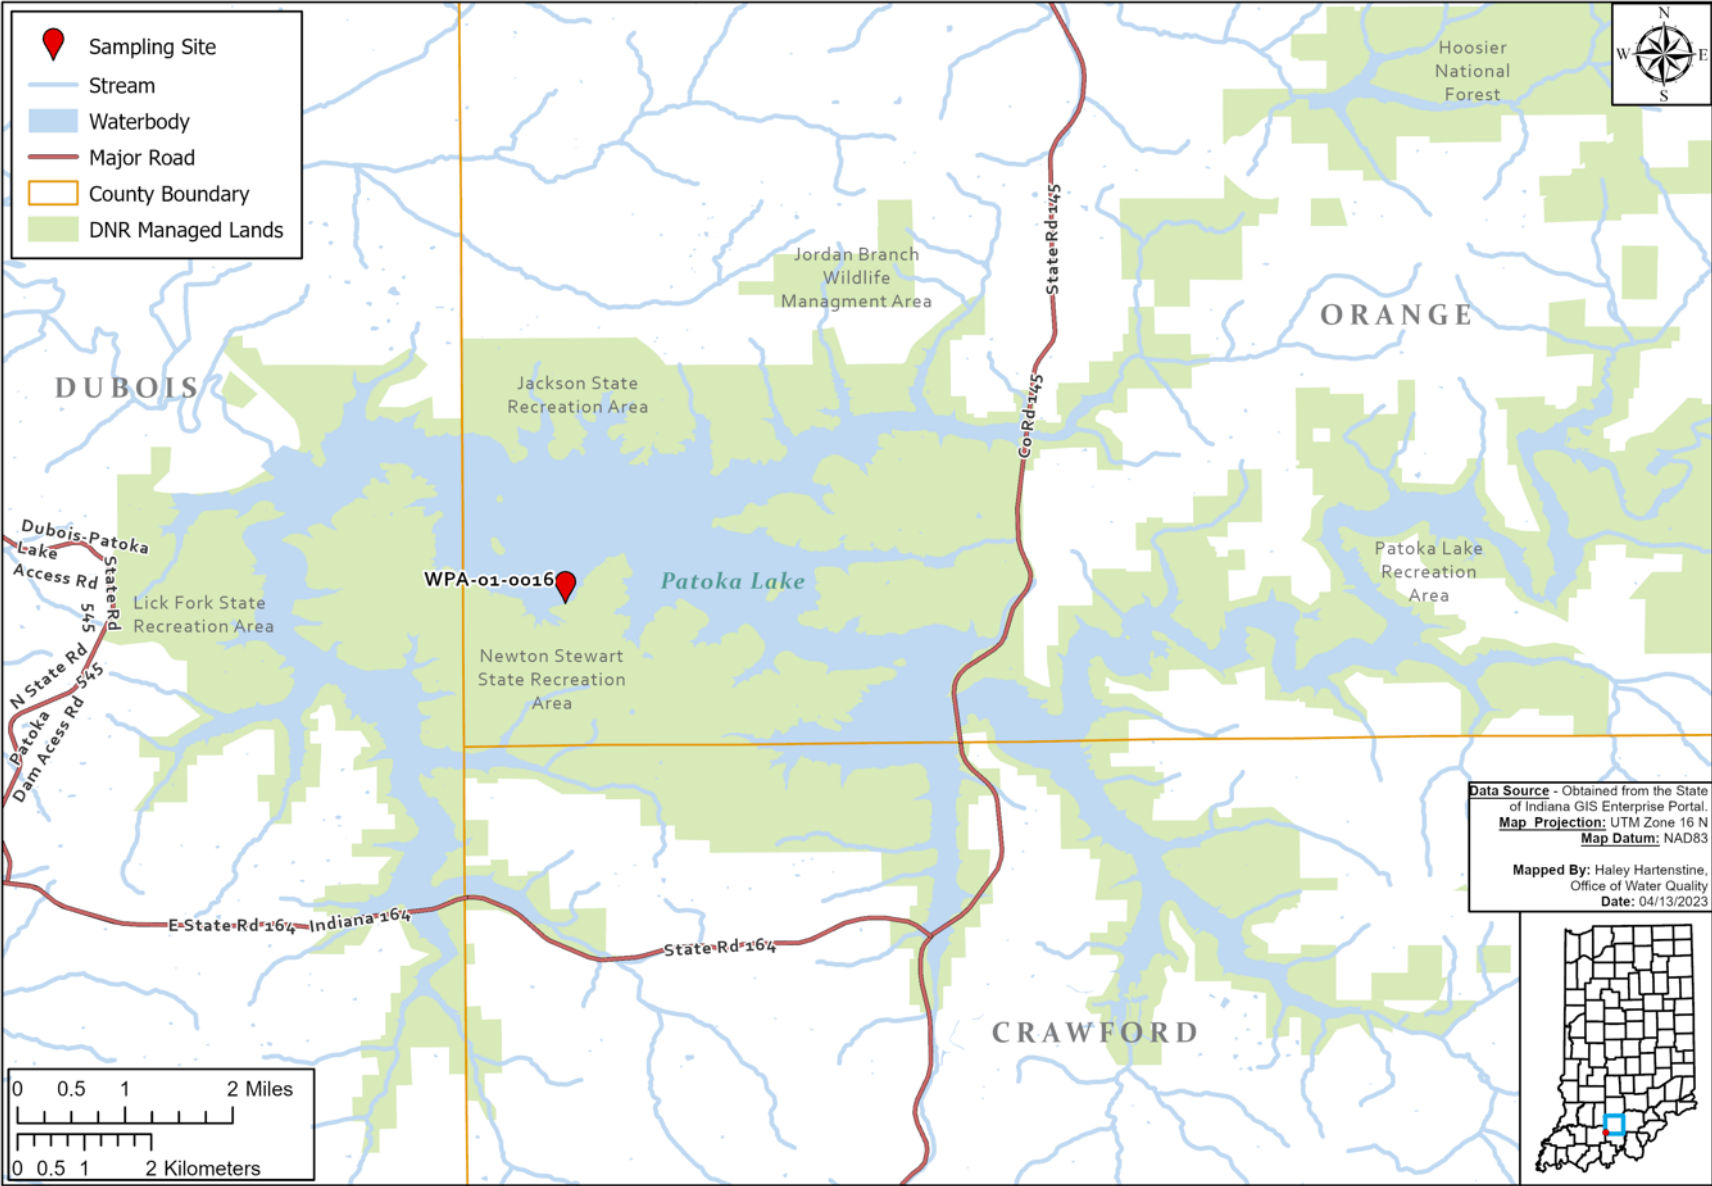 Sampling Site
Stream
Waterbody
Major Road
County Boundary
DNR Managed Lands
N
W
E
S
Hoosier
National
Forest
State Rd 145
Jordan Branch
Wildlife
Managment Area
ORANGE
DUBOIS
Jackson State
Recreation Area
Co Rd 145
Dubois-Patoka
Lake
Access Rd
State Rd
545
Lick Fork State
Recreation Area
WPA-01-0016
Patoka Lake
Patoka Lake
Recreation
Area
N State Rd
545
Patoka
Dam Acess Rd
Newton Stewart
State Recreation
Area
E State Rd 164
Indiana 164
State Rd 164
CRAWFORD
Data Source - Obtained from the State
of Indiana GIS Enterprise Portal.
Map Projection: UTM Zone 16 N
Map Datum: NAD83
Mapped By: Haley Hartenstine,
Office of Water Quality
Date: 04/13/2023
0 0.5 1 2 Miles
0 0.5 1 2 Kilometers